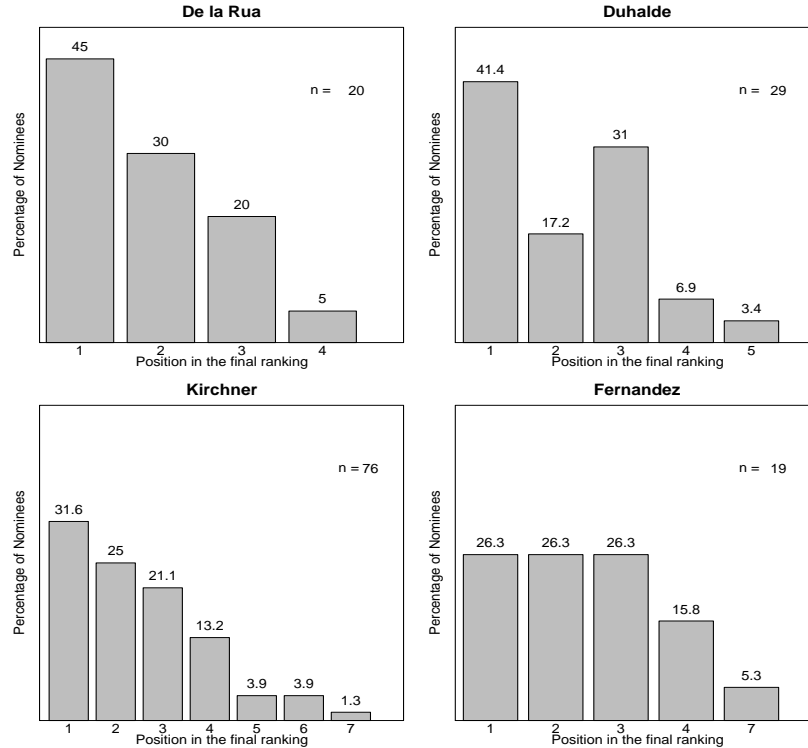 De la Rua
Percentage of Nominees
45
30
20
5
n = 20
1 2 3 4
Position in the final ranking
Duhalde
Percentage of Nominees
41.4
17.2
31
6.9
3.4
n = 29
1 2 3 4 5
Position in the final ranking
Kirchner
Percentage of Nominees
31.6
25
21.1
13.2
3.9
3.9
1.3
n = 76
1 2 3 4 5 6 7
Position in the final ranking
Fernandez
Percentage of Nominees
26.3
26.3
26.3
15.8
5.3
n = 19
1 2 3 4 7
Position in the final ranking